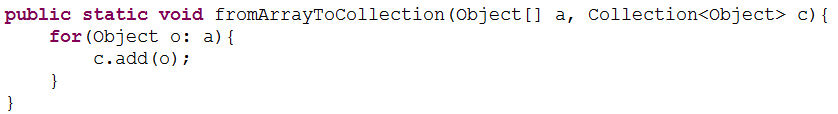 public static void fromArrayToCollection(Object[] a, Collection<Object> c){
    for(Object o: a){
        c.add(o);
    }
}